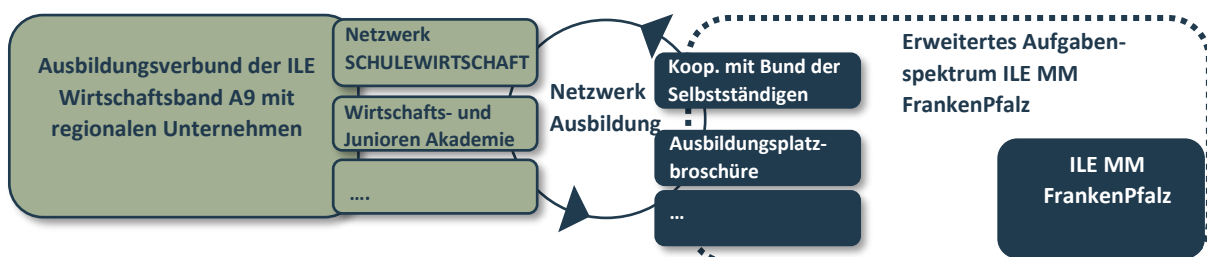 Ausbildungsverbund der ILE
Wirtschaftsband A9 mit
regionalen Unternehmen
Netzwerk
SCHULEWIRTSCHAFT
Wirtschafts- und
Junioren Akademie
....
Netzwerk
Ausbildung
Koop. mit Bund der
Selbstständigen
Ausbildungsplatz-
broschüre
...
Erweitertes Aufgaben-
spektrum ILE MM
FrankenPfalz
ILE MM
FrankenPfalz